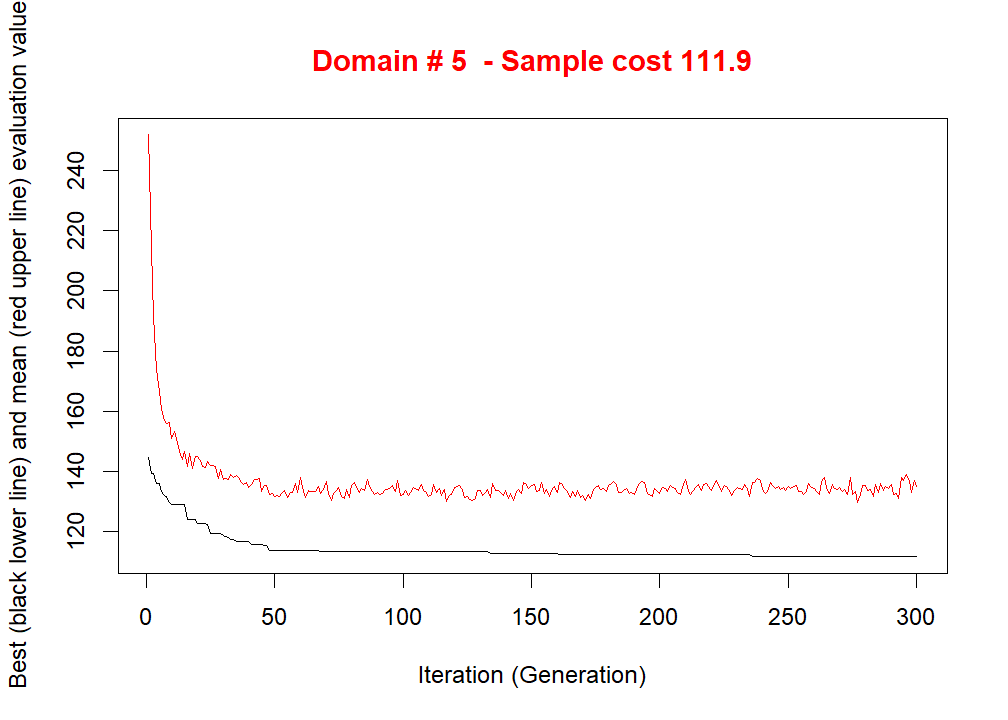 Domain # 5  - Sample cost 111.9
Best (black lower line) and mean (red upper line) evaluation value
240
220
200
180
160
140
120
0 50 100 150 200 250 300
Iteration (Generation)